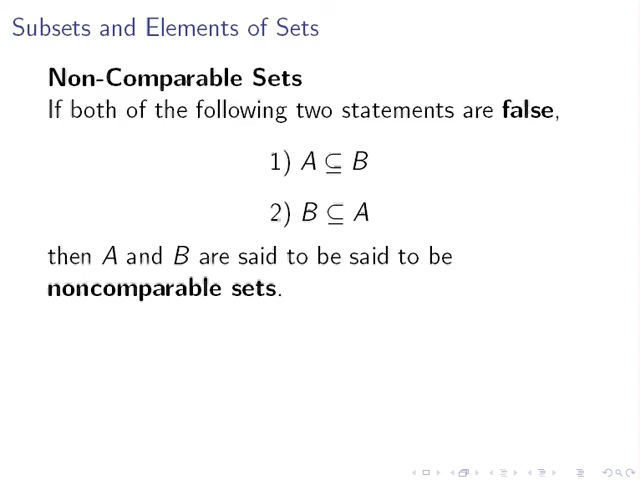 Subsets and Elements of Sets
Non-Comparable Sets
If both of the following two statements are false,
1) A ⊆ B
2) B ⊆ A
then A and B are said to be said to be
noncomparable sets.